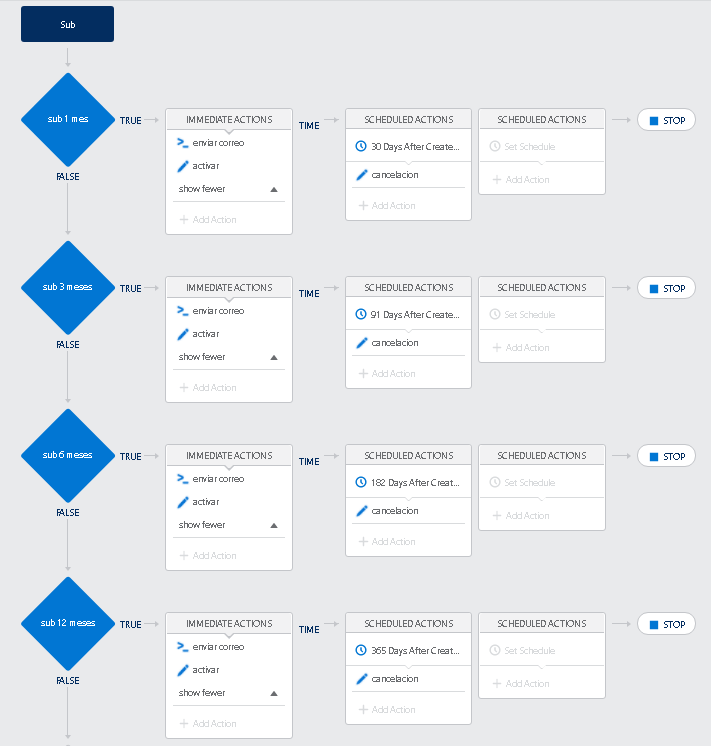 Sub
sub 1 mes
TRUE
IMMEDIATE ACTIONS
enviar correo
activar
show fewer
Add Action
TIME
SCHEDULED ACTIONS
30 Days After Create...
cancelacion
Add Action
SCHEDULED ACTIONS
Set Schedule
Add Action
STOP
FALSE
sub 3 meses
TRUE
IMMEDIATE ACTIONS
enviar correo
activar
show fewer
Add Action
TIME
SCHEDULED ACTIONS
91 Days After Create...
cancelacion
Add Action
SCHEDULED ACTIONS
Set Schedule
Add Action
STOP
FALSE
sub 6 meses
TRUE
IMMEDIATE ACTIONS
enviar correo
activar
show fewer
Add Action
TIME
SCHEDULED ACTIONS
182 Days After Creat...
cancelacion
Add Action
SCHEDULED ACTIONS
Set Schedule
Add Action
STOP
FALSE
sub 12 meses
TRUE
IMMEDIATE ACTIONS
enviar correo
activar
show fewer
Add Action
TIME
SCHEDULED ACTIONS
365 Days After Creat...
cancelacion
Add Action
SCHEDULED ACTIONS
Set Schedule
Add Action
STOP
FALSE